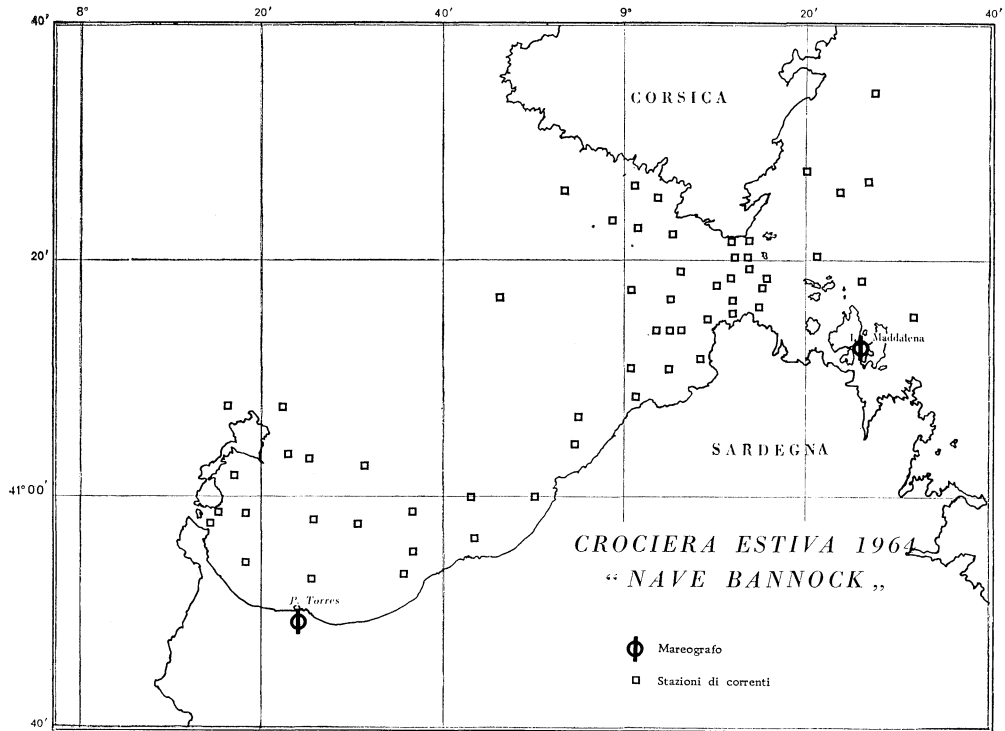 8° 20' 40' 9° 20' 40'
40'
CORSICA
20'
Maddalena
SARDEGNA
41°00'
CROCIERA ESTIVA 1964
“ NAVE BANNOCK „
P. Torres
Mareografo
Stazioni di correnti
40'